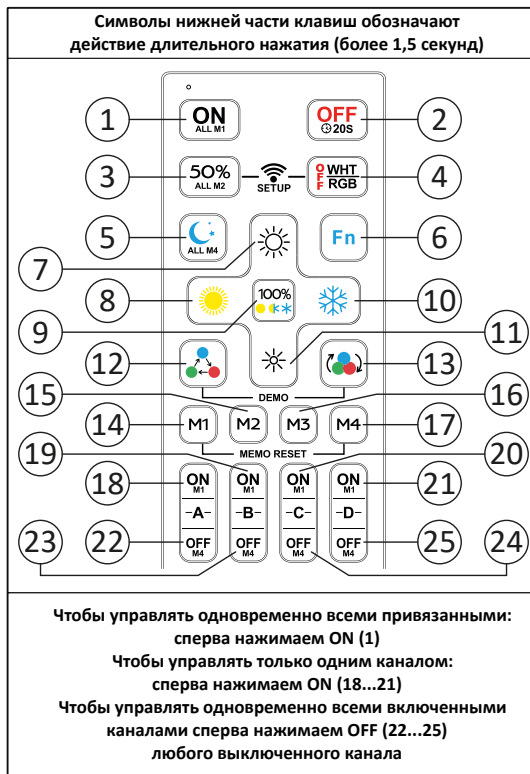 Символы нижней части клавиш обозначают
действие длительного нажатия (более 1,5 секунд)
1 ON ALL M1 OFF 20S 2
3 50% ALL M2 SETUP OFF WHT RGB 4
5 ALL M4 Fn 6
7
8 10
9 100% 11
12 DEMO 13
15 16
14 M1 M2 M3 M4 17
19 MEMO RESET 20
18 ON M1 ON M1 ON M1 ON M1 21
-A- -B- -C- -D-
23 22 OFF M4 OFF M4 OFF M4 OFF M4 25 24
Чтобы управлять одновременно всеми привязанными:
сперва нажимаем ON (1)
Чтобы управлять только одним каналом:
сперва нажимаем ON (18...21)
Чтобы управлять одновременно всеми включенными
каналами сперва нажимаем OFF (22...25)
любого выключенного канала